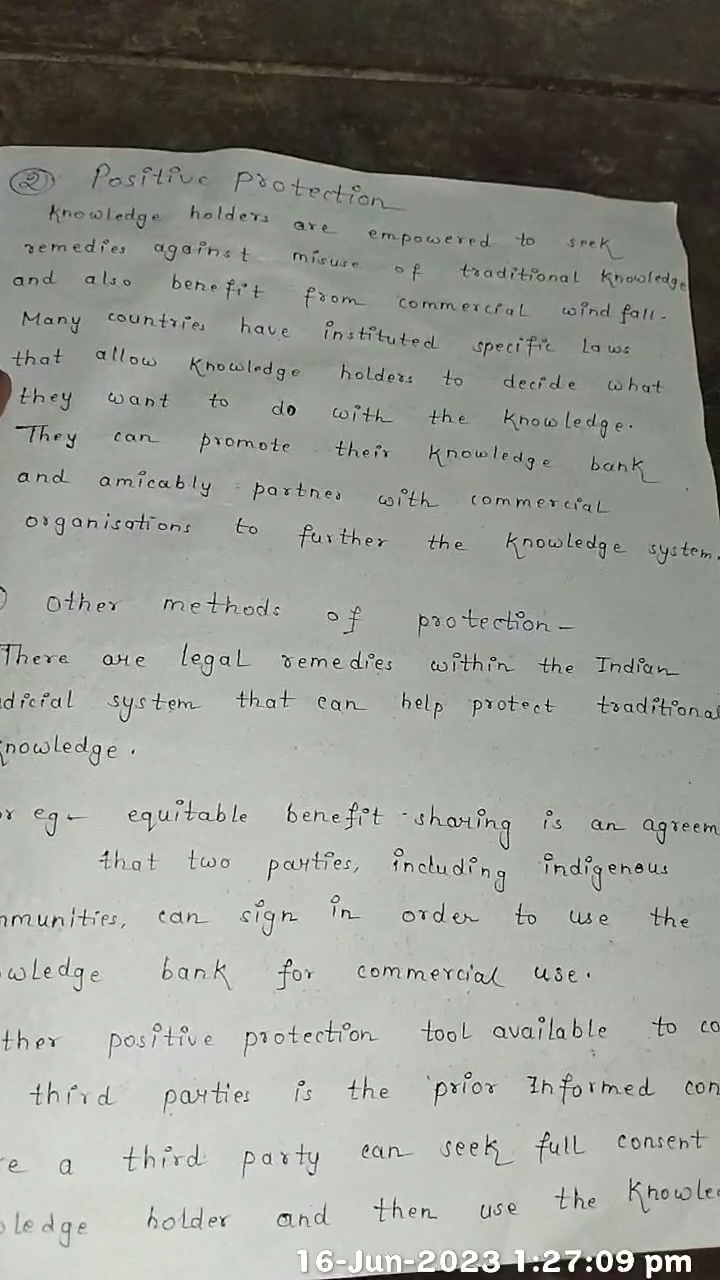 ② Positive Protection
Knowledge holders are empowered to seek
remedies against misuse of traditional Knowledge
and also benefit from commercial wind fall.
Many countries have instituted specific Laws
that allow Knowledge holders to decide what
they want to do with the Knowledge.
They can promote their Knowledge bank
and amicably partner with commercial
organisations to further the Knowledge system.
Other methods of protection -
There are legal remedies within the Indian
dicial system that can help protect traditional
nowledge.
r eg - equitable benefit-sharing is an agreem
that two parties, including indigenous
mmunities, can sign in order to use the
wledge bank for commercial use.
ther positive protection tool available to co
third parties is the prior Informed con
e a third party can seek full consent
ledge holder and then use the Knowle
16-Jun-2023 1:27:09 pm